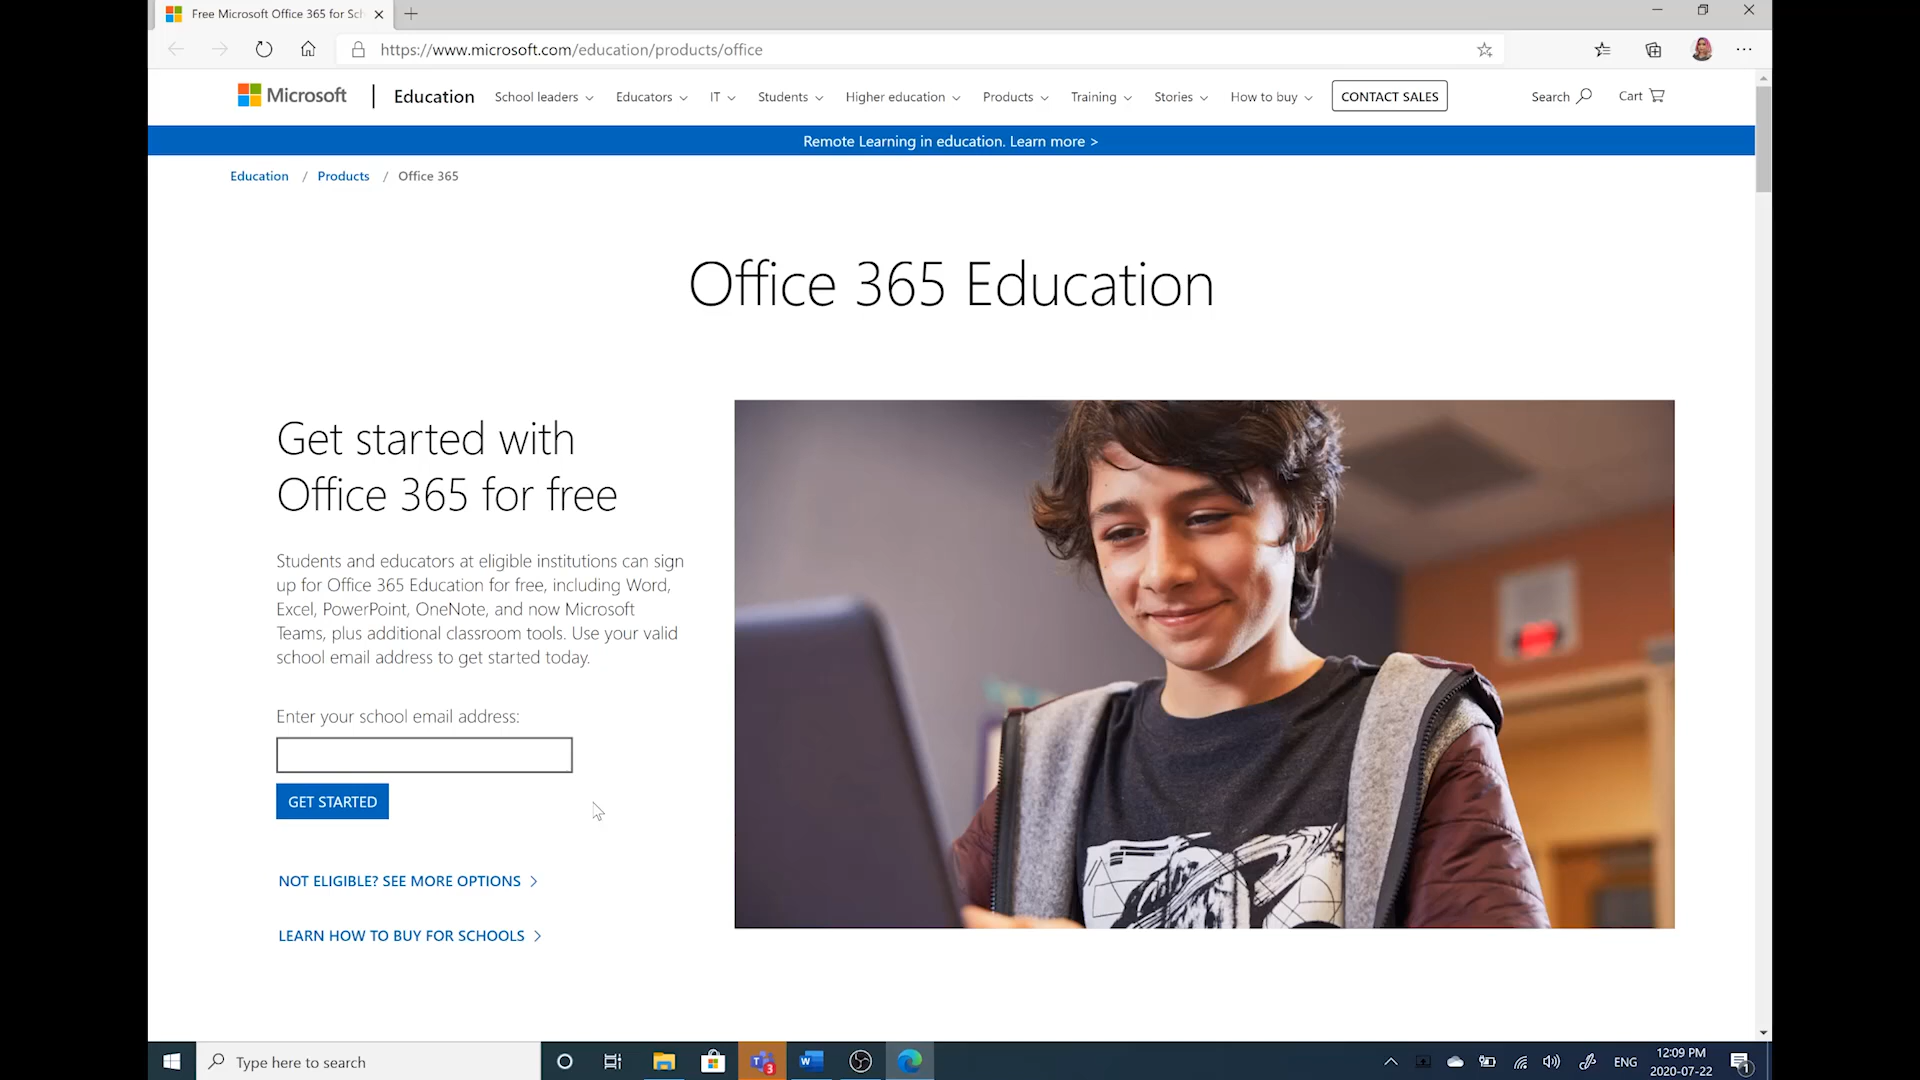 Free Microsoft Office 365 for Sch
https://www.microsoft.com/education/products/office
Microsoft
Education
School leaders
Educators
IT
Students
Higher education
Products
Training
Stories
How to buy
CONTACT SALES
Search
Cart
Remote Learning in education. Learn more >
Education / Products / Office 365
Office 365 Education
Get started with
Office 365 for free
Students and educators at eligible institutions can sign
up for Office 365 Education for free, including Word,
Excel, PowerPoint, OneNote, and now Microsoft
Teams, plus additional classroom tools. Use your valid
school email address to get started today.
Enter your school email address:
GET STARTED
NOT ELIGIBLE? SEE MORE OPTIONS
LEARN HOW TO BUY FOR SCHOOLS
Type here to search
T
3
W
ENG
12:09 PM
2020-07-22
1